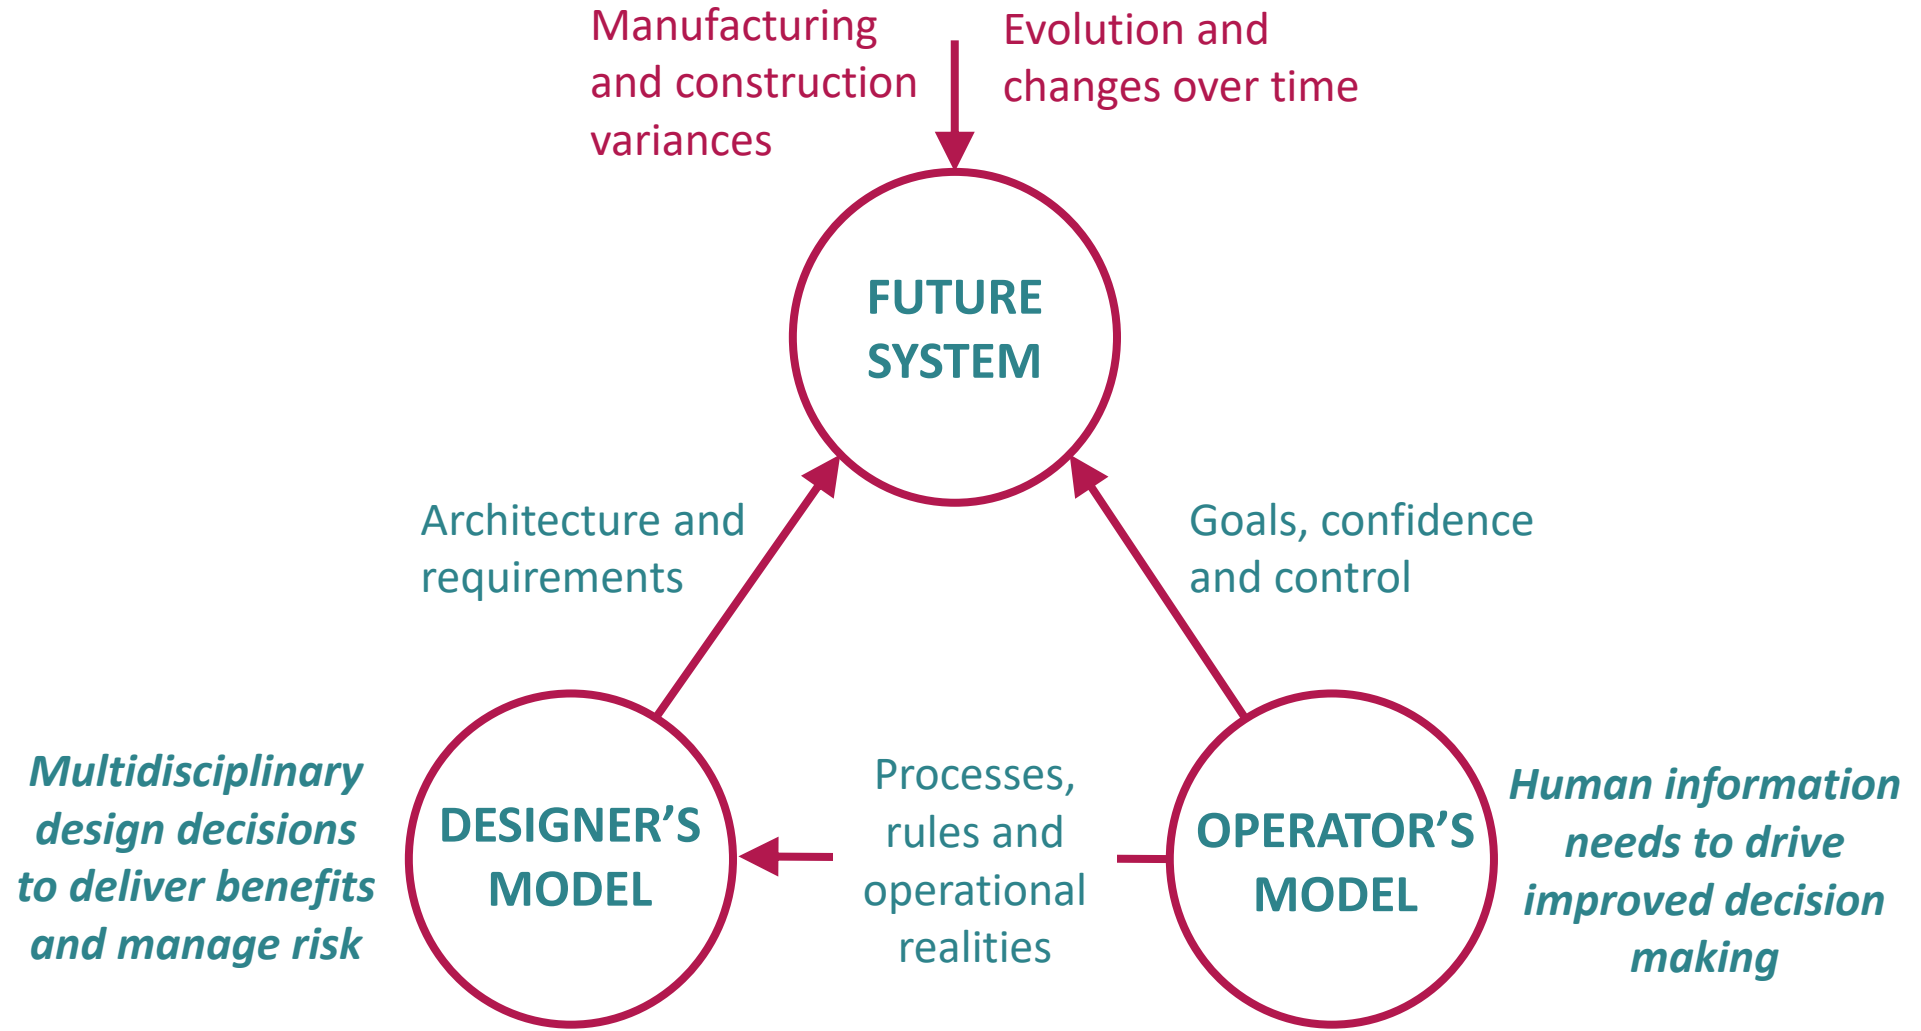 Manufacturing
and construction
variances
Evolution and
changes over time
FUTURE
SYSTEM
Architecture and
requirements
Goals, confidence
and control
Multidisciplinary
design decisions
to deliver benefits
and manage risk
DESIGNER’S
MODEL
Processes,
rules and
operational
realities
OPERATOR’S
MODEL
Human information
needs to drive
improved decision
making